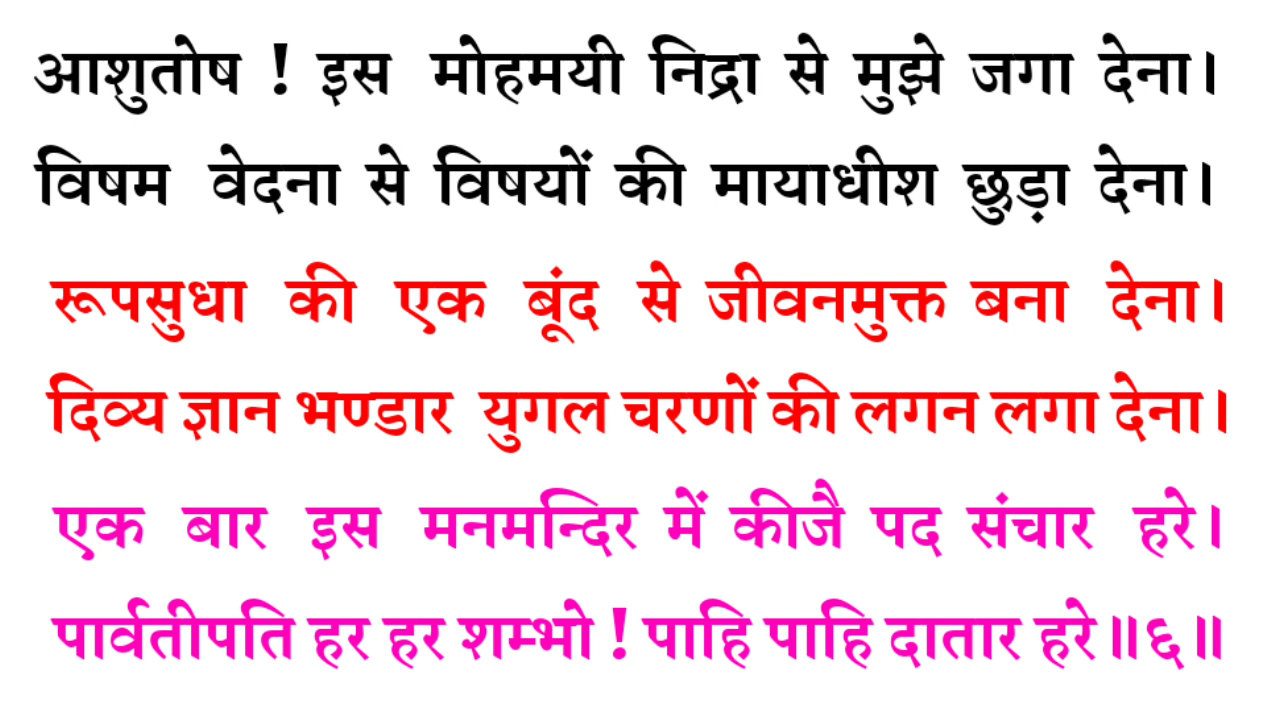 आशुतोष ! इस मोहमयी निद्रा से मुझे जगा देना।
विषम वेदना से विषयों की मायाधीश छुड़ा देना।
रूपसुधा की एक बूंद से जीवनमुक्त बना देना।
दिव्य ज्ञान भण्डार युगल चरणों की लगन लगा देना।
एक बार इस मनमन्दिर में कीजै पद संचार हरे।
पार्वतीपति हर हर शम्भो ! पाहि पाहि दातार हरे॥६॥